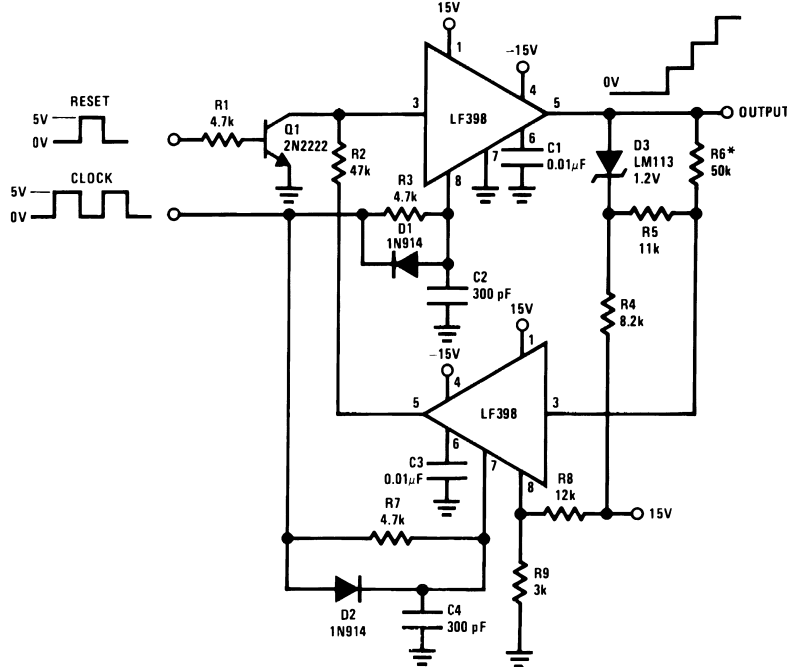 15V
1
−15V
4
0V
RESET
5V
0V
R1
4.7k
3
LF398
5
OUTPUT
Q1
2N2222
R2
47k
6
7
C1
0.01μF
D3
LM113
1.2V
R6*
50k
CLOCK
5V
0V
R3
4.7k
8
D1
1N914
R5
11k
C2
300 pF
R4
8.2k
15V
1
−15V
4
5
LF398
3
6
7
C3
0.01μF
8
R8
12k
15V
R7
4.7k
R9
3k
D2
1N914
C4
300 pF